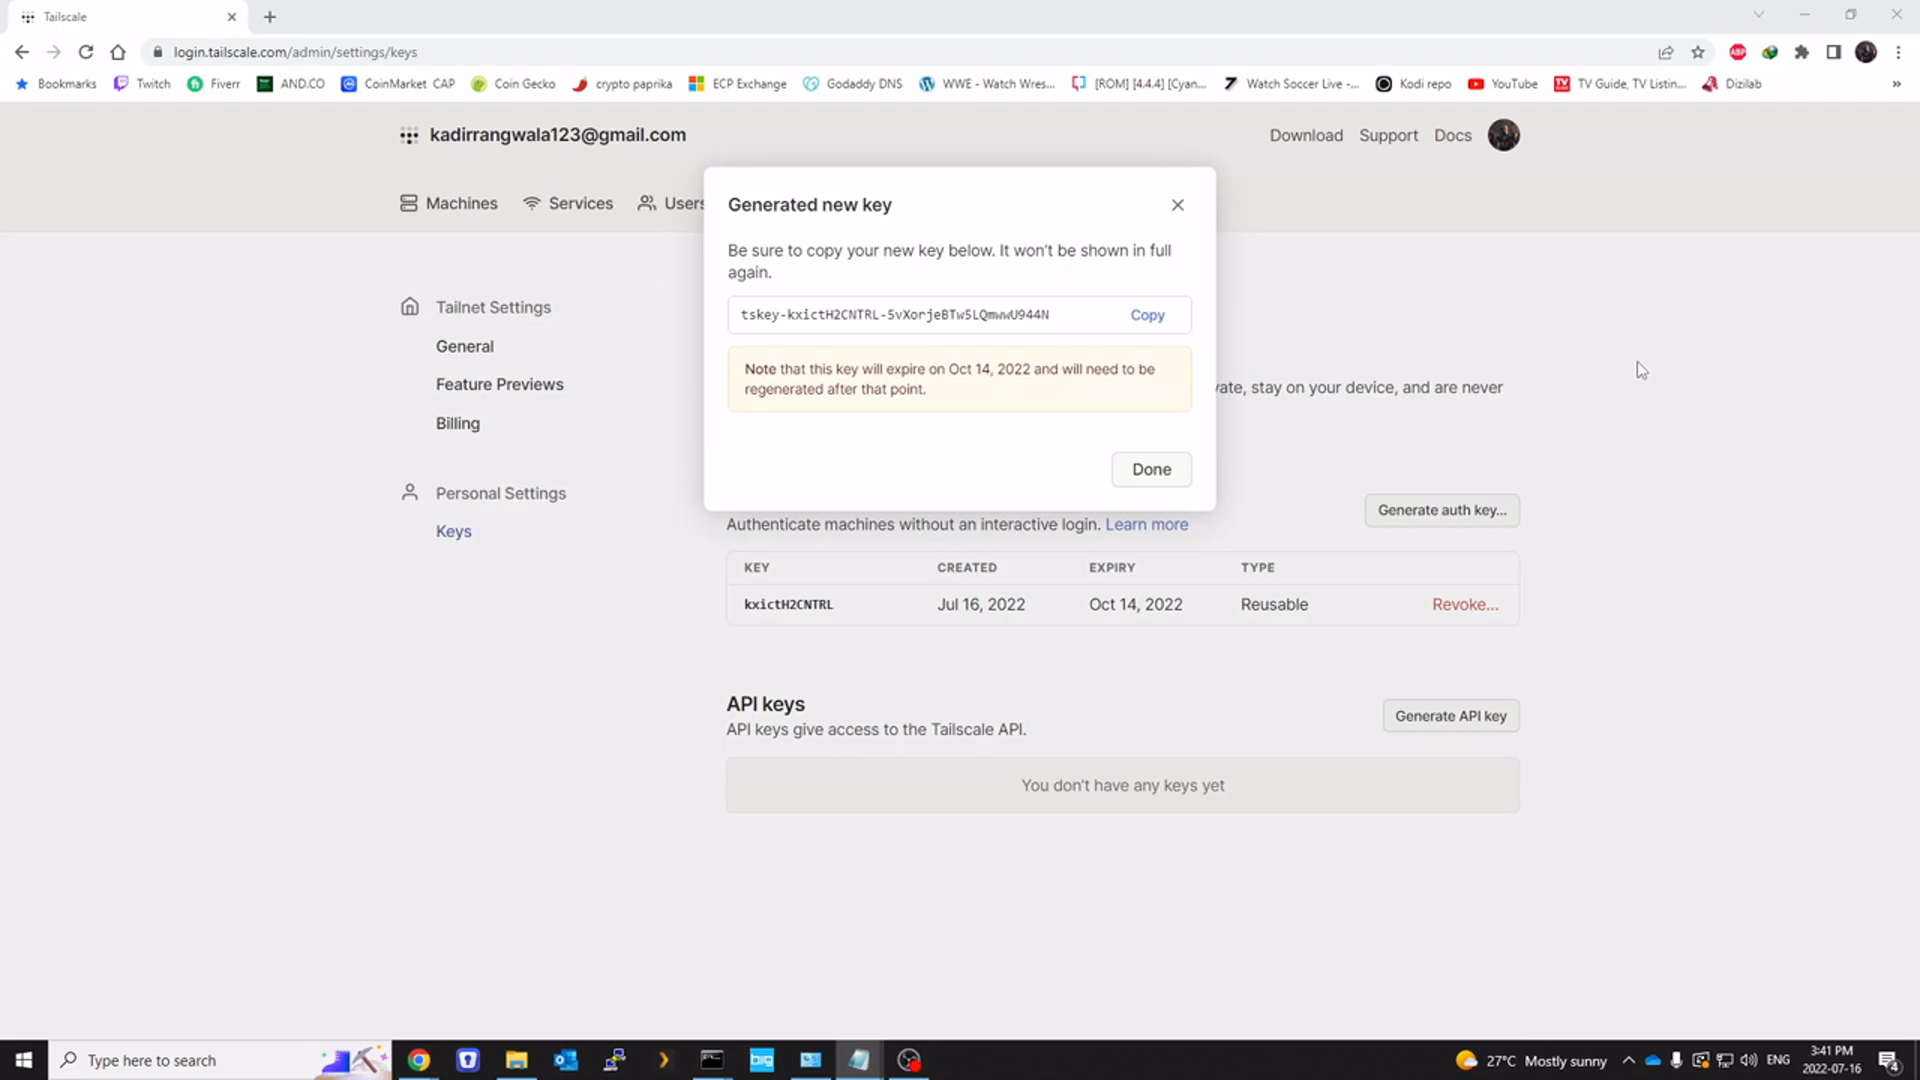 Tailscale
login.tailscale.com/admin/settings/keys
Bookmarks Twitch Fiverr AND.CO CoinMarket CAP Coin Gecko crypto paprika ECP Exchange Godaddy DNS WWE - Watch Wres... [ROM] [4.4.4] [Cyan... Watch Soccer Live -... Kodi repo YouTube TV Guide, TV Listin... Dizilab »
kadirrangwala123@gmail.com
Download Support Docs
Machines Services Users
Generated new key
Be sure to copy your new key below. It won't be shown in full
again.
tskey-kxictH2CNTRL-5vXorjeBTw5LQmwwU944N Copy
Note that this key will expire on Oct 14, 2022 and will need to be
regenerated after that point.
Done
Tailnet Settings
General
Feature Previews
Billing
Personal Settings
Keys
vate, stay on your device, and are never
Authenticate machines without an interactive login. Learn more
Generate auth key...
KEY CREATED EXPIRY TYPE
kxictH2CNTRL Jul 16, 2022 Oct 14, 2022 Reusable Revoke...
API keys
API keys give access to the Tailscale API.
Generate API key
You don't have any keys yet
Type here to search
27°C Mostly sunny
ENG
3:41 PM
2022-07-16
4